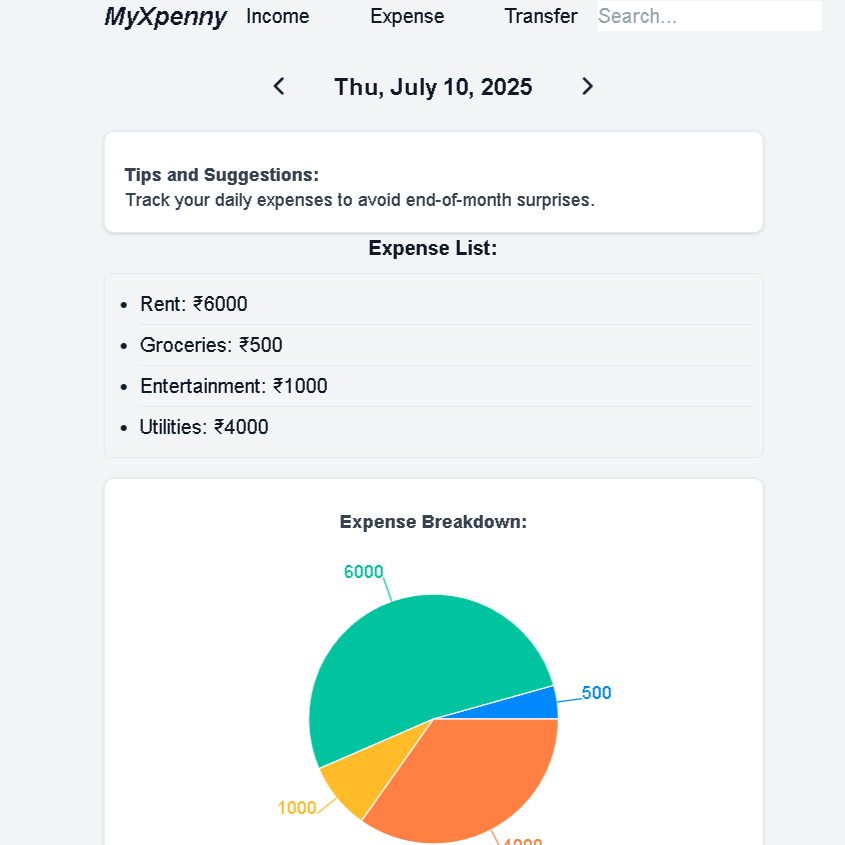 MyXpenny Income Expense Transfer Search...
Thu, July 10, 2025
Tips and Suggestions:
Track your daily expenses to avoid end-of-month surprises.
Expense List:
• Rent: ₹6000
• Groceries: ₹500
• Entertainment: ₹1000
• Utilities: ₹4000
Expense Breakdown:
6000
500
1000